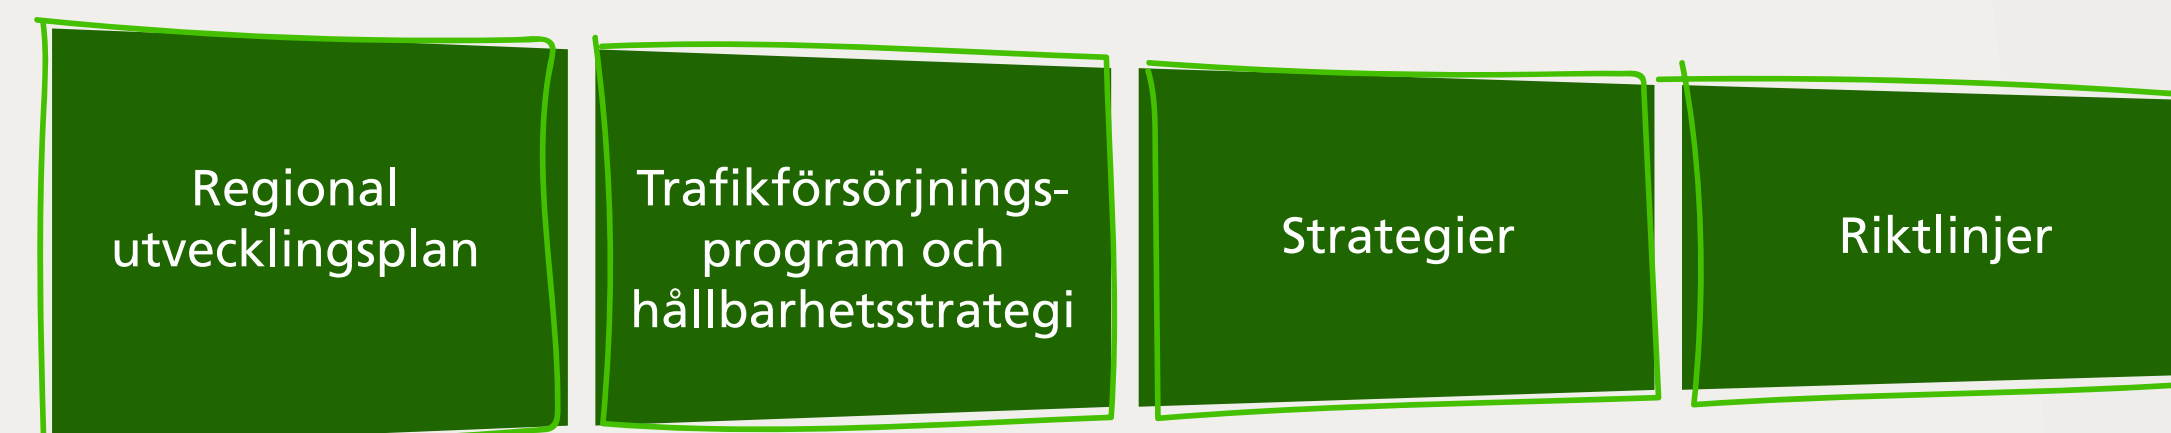 Regional
utvecklingsplan
Trafikförsörjnings-
program och
hållbarhetsstrategi
Strategier
Riktlinjer